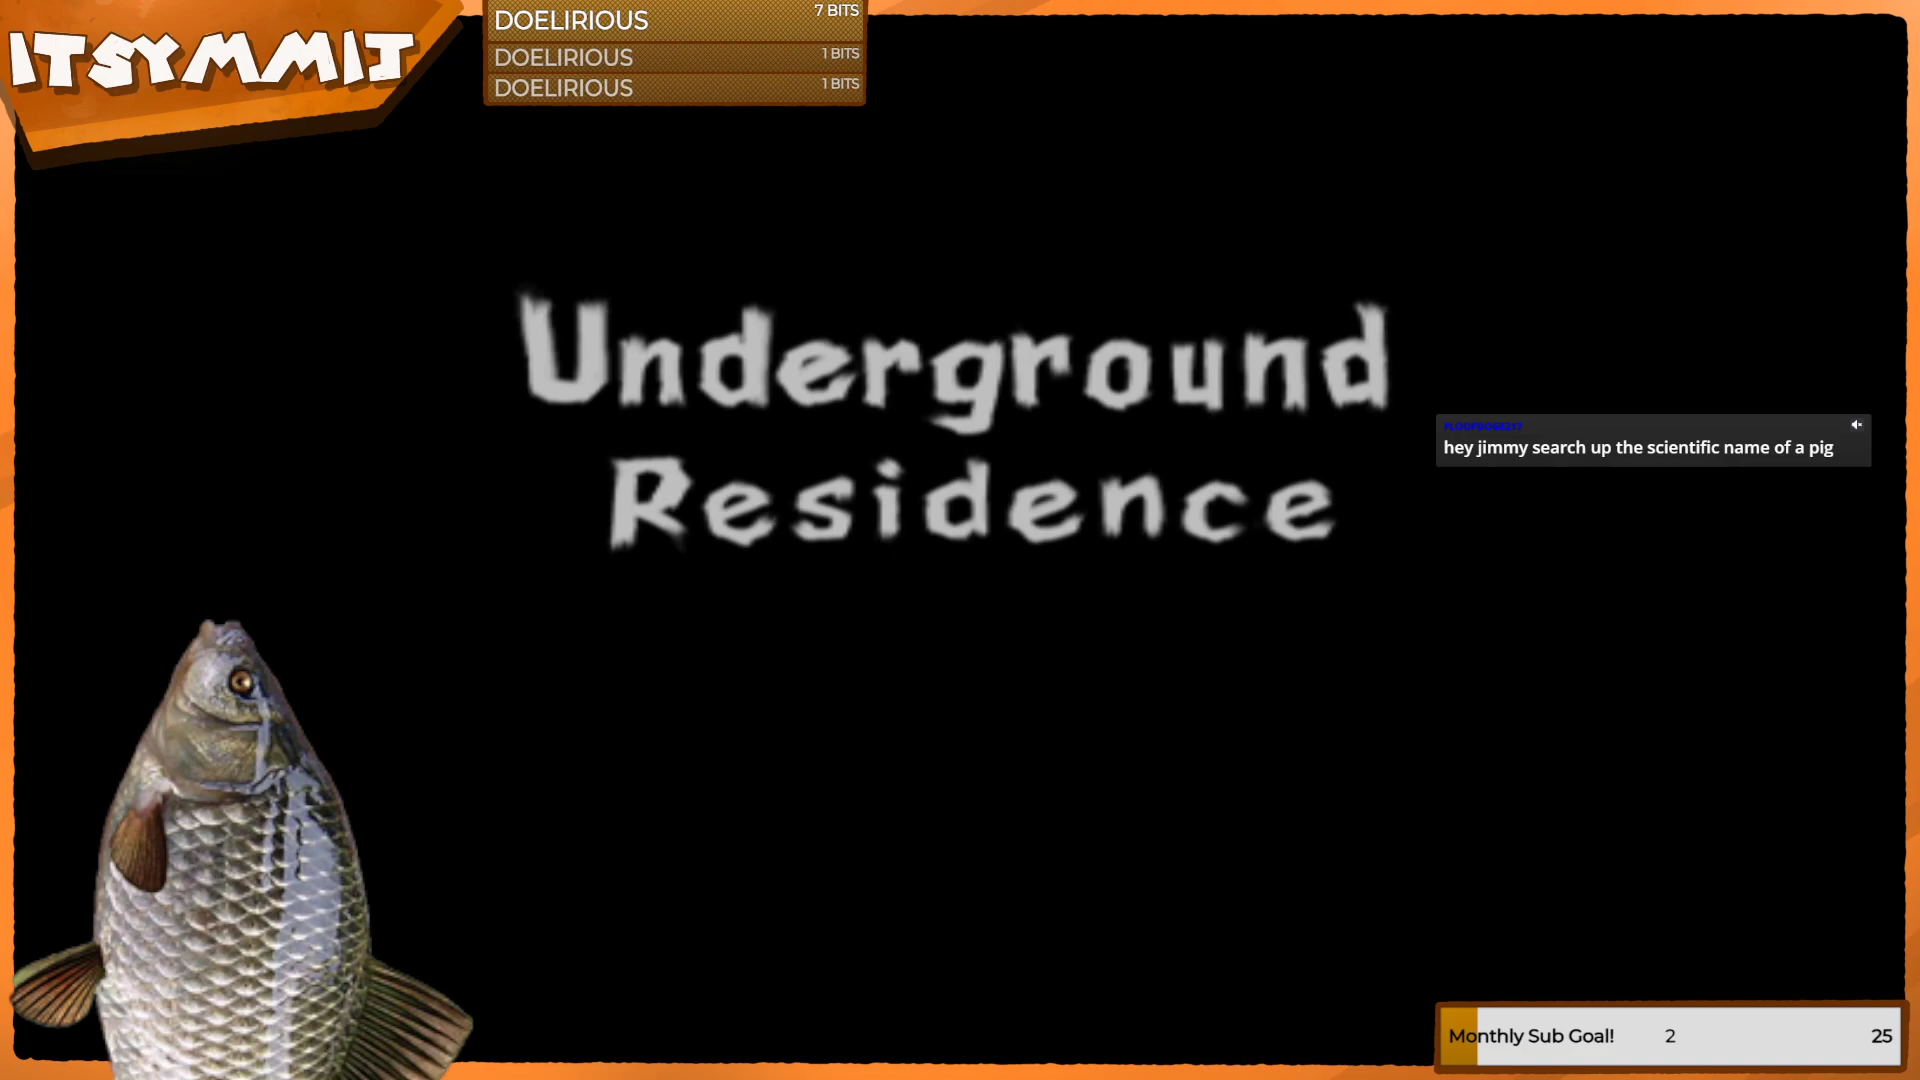 ITSYMMIJ
DOELIRIOUS 7 BITS
DOELIRIOUS 1 BITS
DOELIRIOUS 1 BITS
Underground
Residence
hey jimmy search up the scientific name of a pig
Monthly Sub Goal! 2 25